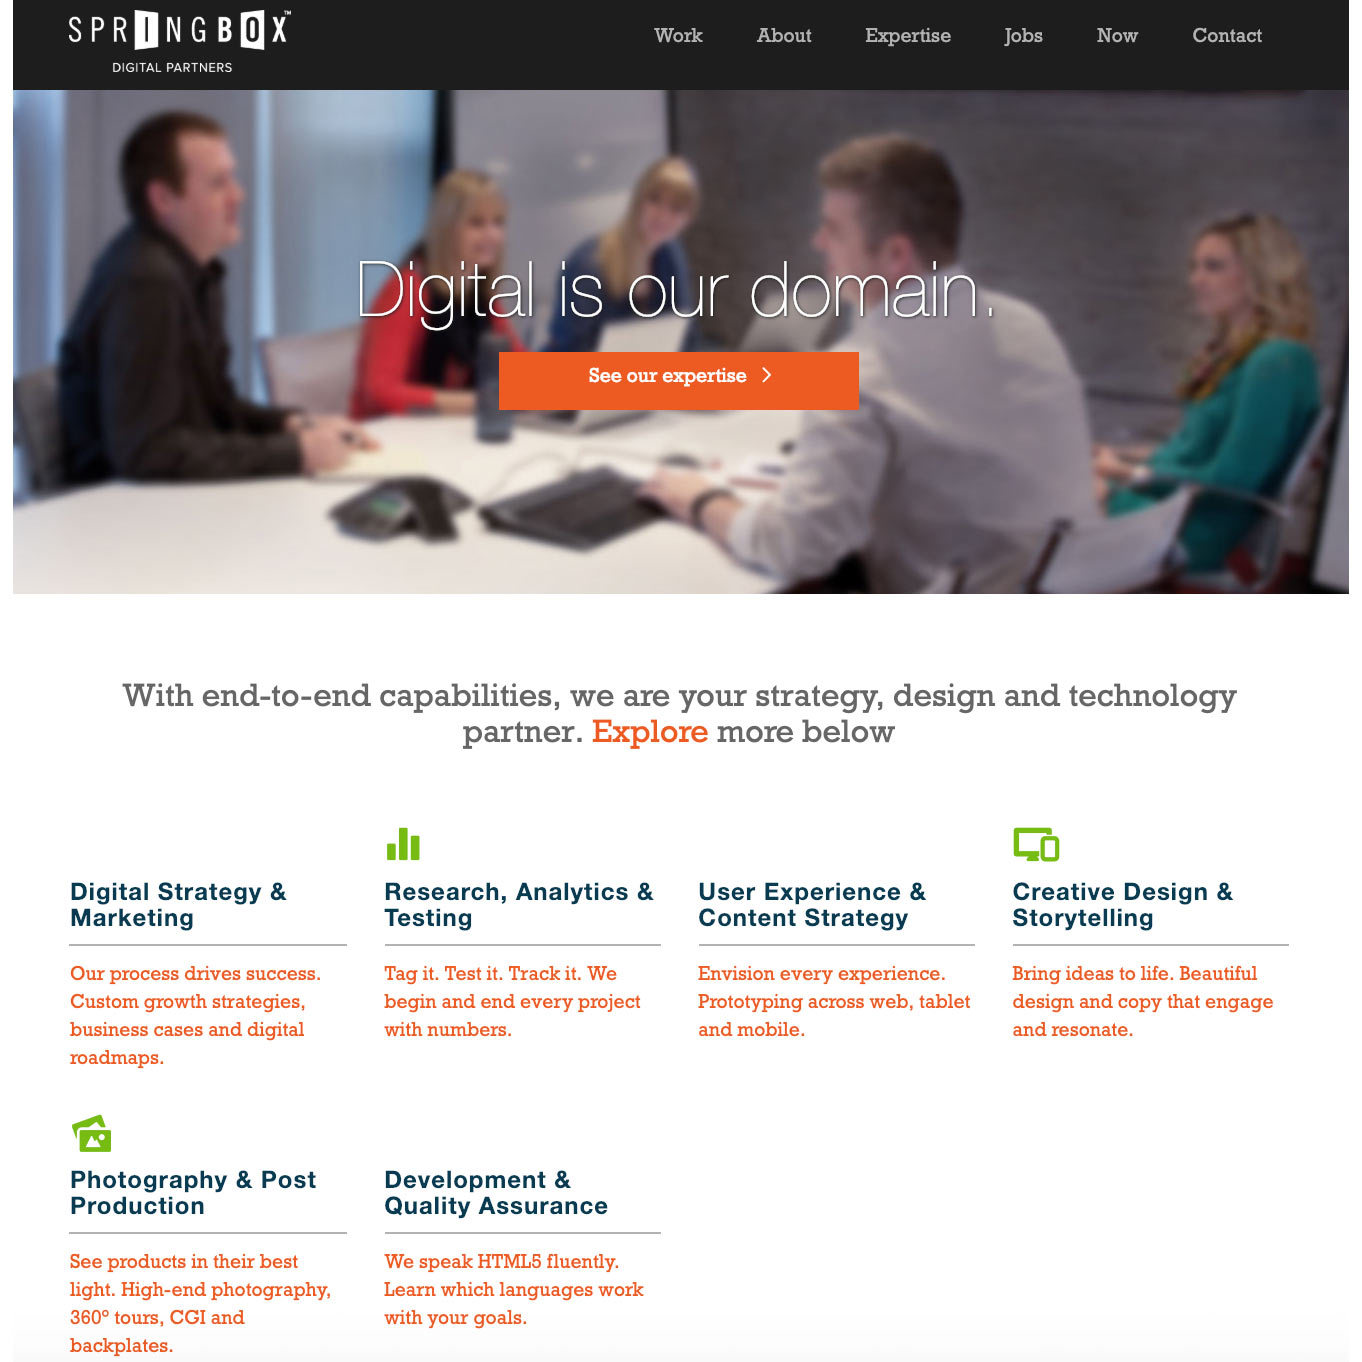 SPRINGBOX™
DIGITAL PARTNERS
Work About Expertise Jobs Now Contact
Digital is our domain.
See our expertise
With end-to-end capabilities, we are your strategy, design and technology
partner. Explore more below
Digital Strategy &
Marketing
Our process drives success.
Custom growth strategies,
business cases and digital
roadmaps.
Research, Analytics &
Testing
Tag it. Test it. Track it. We
begin and end every project
with numbers.
User Experience &
Content Strategy
Envision every experience.
Prototyping across web, tablet
and mobile.
Creative Design &
Storytelling
Bring ideas to life. Beautiful
design and copy that engage
and resonate.
Photography & Post
Production
See products in their best
light. High-end photography,
360° tours, CGI and
backplates.
Development &
Quality Assurance
We speak HTML5 fluently.
Learn which languages work
with your goals.